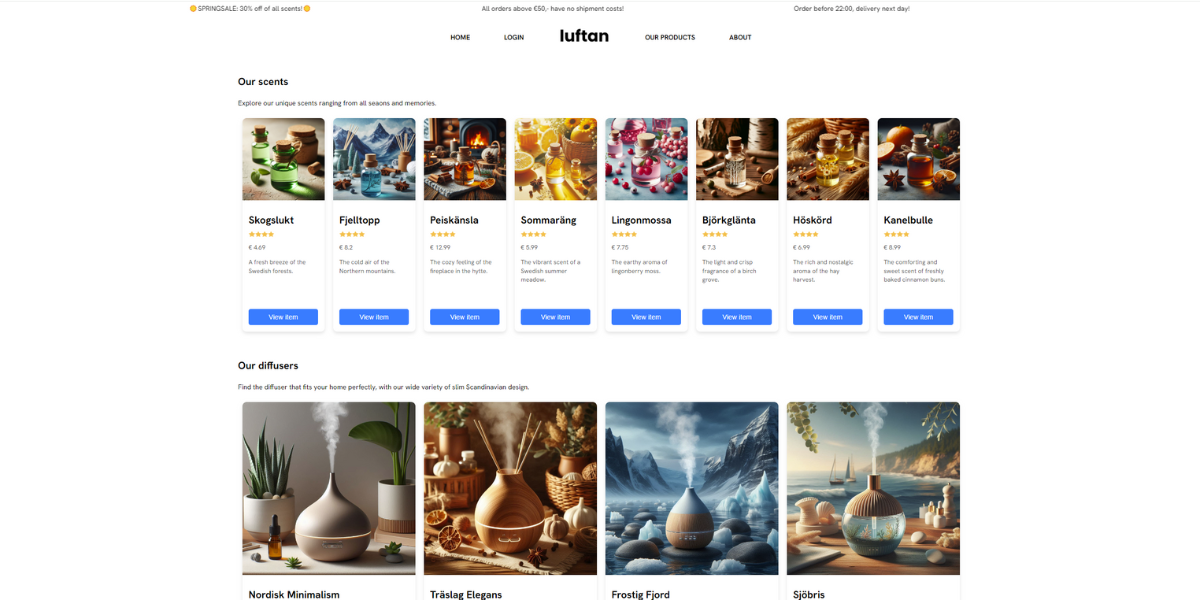 SPRINGSALE: 30% off of all scents!
All orders above €50,- have no shipment costs!
Order before 22:00, delivery next day!
HOME
LOGIN
luftan
OUR PRODUCTS
ABOUT
Our scents
Explore our unique scents ranging from all seaons and memories.
Skogslukt
€ 4.69
A fresh breeze of the
Swedish forests.
View item
Fjelltopp
€ 8.2
The cold air of the
Northern mountains.
View item
Peiskänsla
€ 12.99
The cozy feeling of the
fireplace in the hytte.
View item
Sommaräng
€ 5.99
The vibrant scent of a
Swedish summer
meadow.
View item
Lingonmossa
€ 7.75
The earthy aroma of
lingonberry moss.
View item
Björkglänta
€ 7.3
The light and crisp
fragrance of a birch
grove.
View item
Höskörd
€ 6.99
The rich and nostalgic
aroma of the hay
harvest.
View item
Kanelbulle
€ 8.99
The comforting and
sweet scent of freshly
baked cinnamon buns.
View item
Our diffusers
Find the diffuser that fits your home perfectly, with our wide variety of slim Scandinavian design.
Nordisk Minimalism
Träslag Elegans
Frostig Fjord
Sjöbris